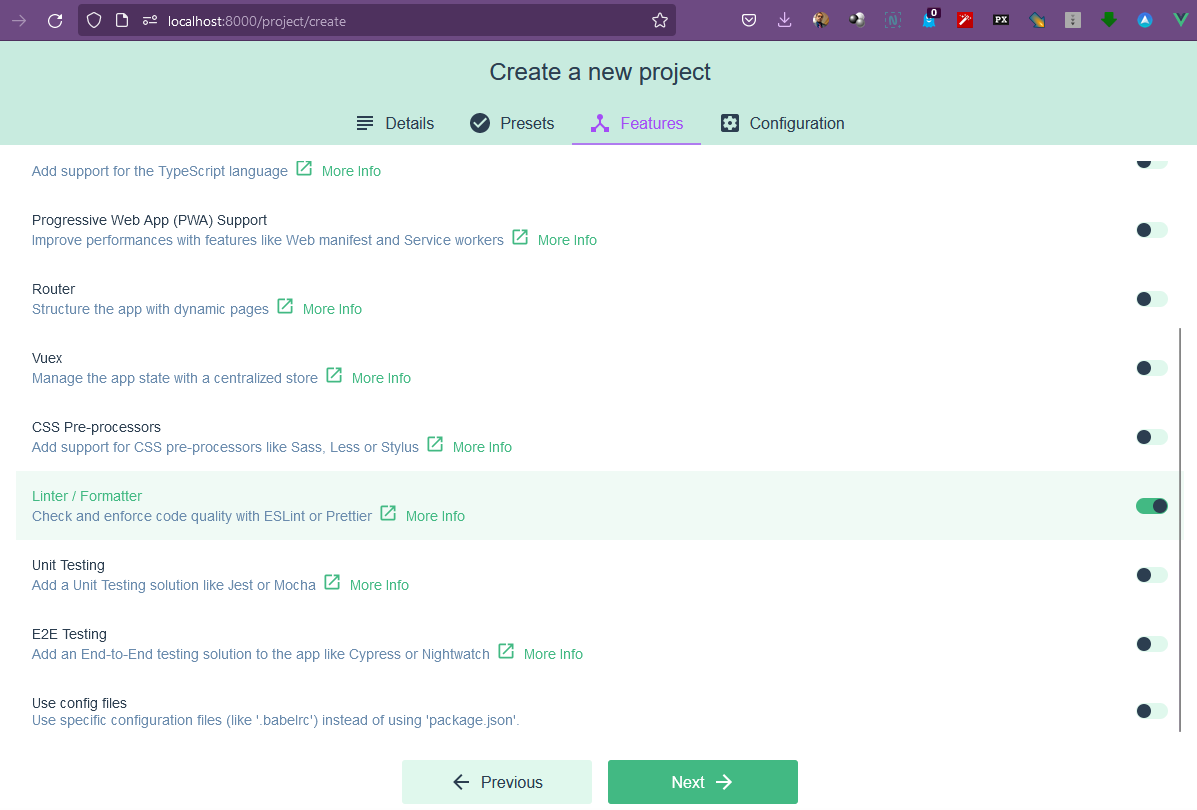 localhost:8000/project/create
0
PX
Create a new project
Details
Presets
Features
Configuration
Add support for the TypeScript language More Info
Progressive Web App (PWA) Support
Improve performances with features like Web manifest and Service workers More Info
Router
Structure the app with dynamic pages More Info
Vuex
Manage the app state with a centralized store More Info
CSS Pre-processors
Add support for CSS pre-processors like Sass, Less or Stylus More Info
Linter / Formatter
Check and enforce code quality with ESLint or Prettier More Info
Unit Testing
Add a Unit Testing solution like Jest or Mocha More Info
E2E Testing
Add an End-to-End testing solution to the app like Cypress or Nightwatch More Info
Use config files
Use specific configuration files (like '.babelrc') instead of using 'package.json'.
Previous
Next